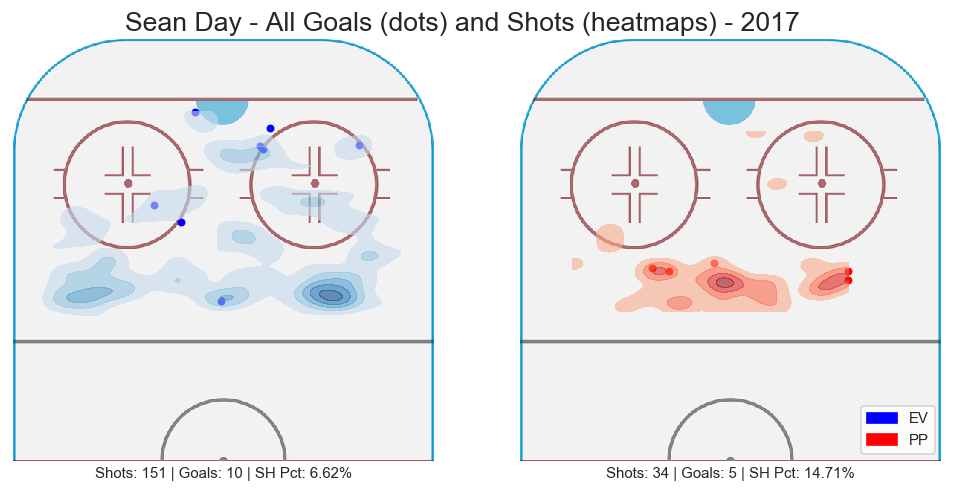 Sean Day - All Goals (dots) and Shots (heatmaps) - 2017
EV
PP
Shots: 151 | Goals: 10 | SH Pct: 6.62%
Shots: 34 | Goals: 5 | SH Pct: 14.71%